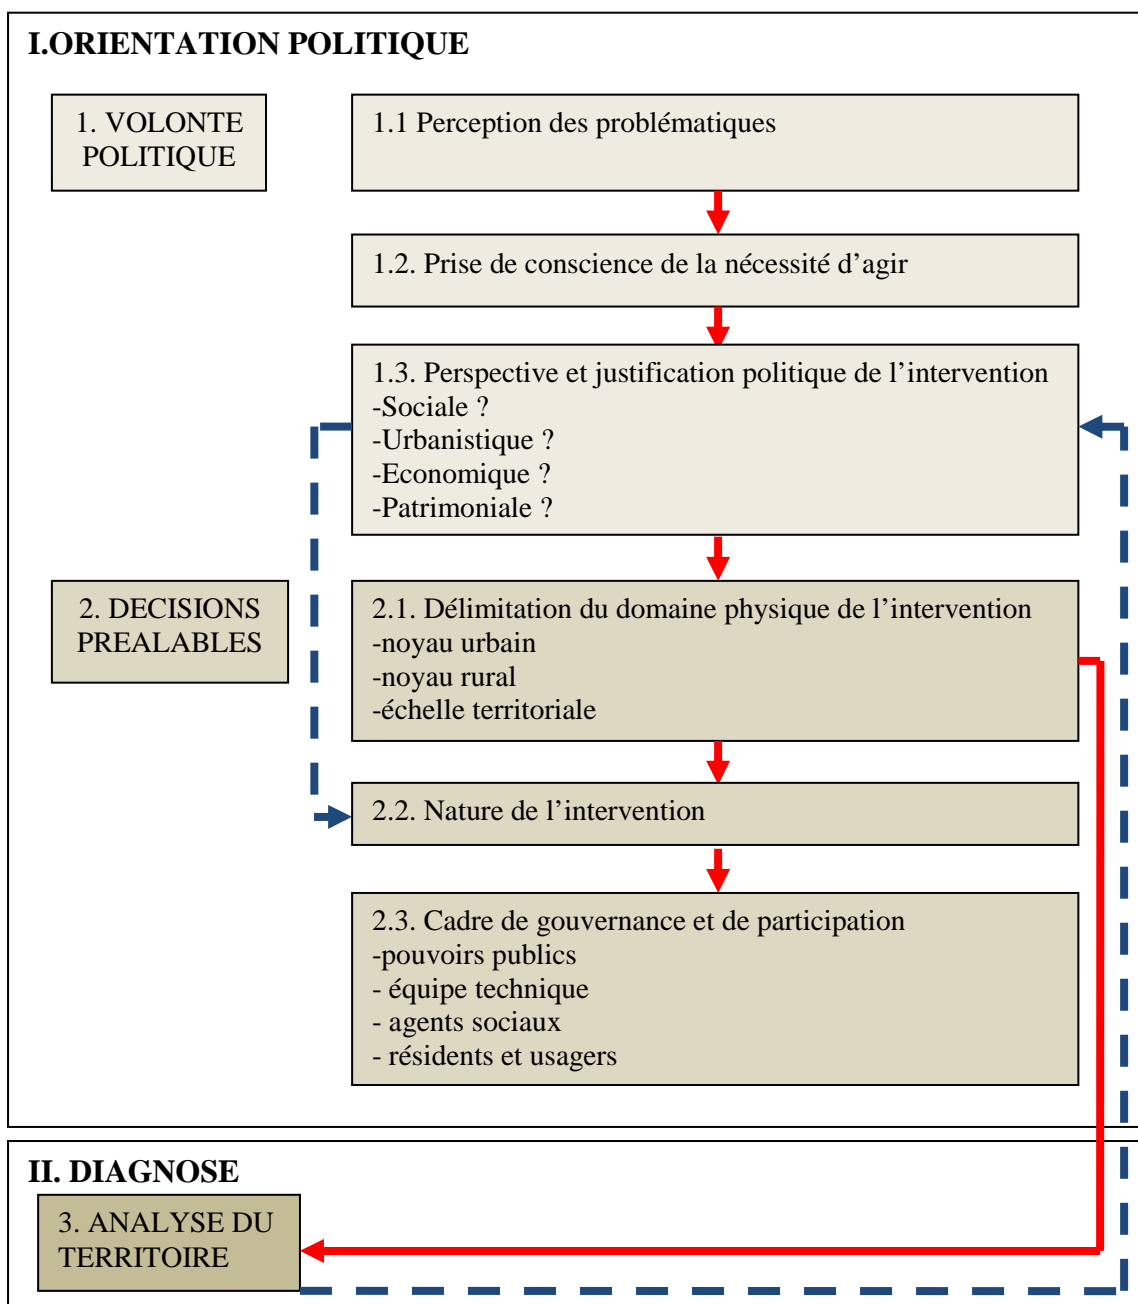 I.ORIENTATION POLITIQUE
1. VOLONTE
POLITIQUE
1.1 Perception des problématiques
1.2. Prise de conscience de la nécessité d’agir
1.3. Perspective et justification politique de l’intervention
-Sociale ?
-Urbanistique ?
-Economique ?
-Patrimoniale ?
2. DECISIONS
PREALABLES
2.1. Délimitation du domaine physique de l’intervention
-noyau urbain
-noyau rural
-échelle territoriale
2.2. Nature de l’intervention
2.3. Cadre de gouvernance et de participation
-pouvoirs publics
- équipe technique
- agents sociaux
- résidents et usagers
II. DIAGNOSE
3. ANALYSE DU
TERRITOIRE